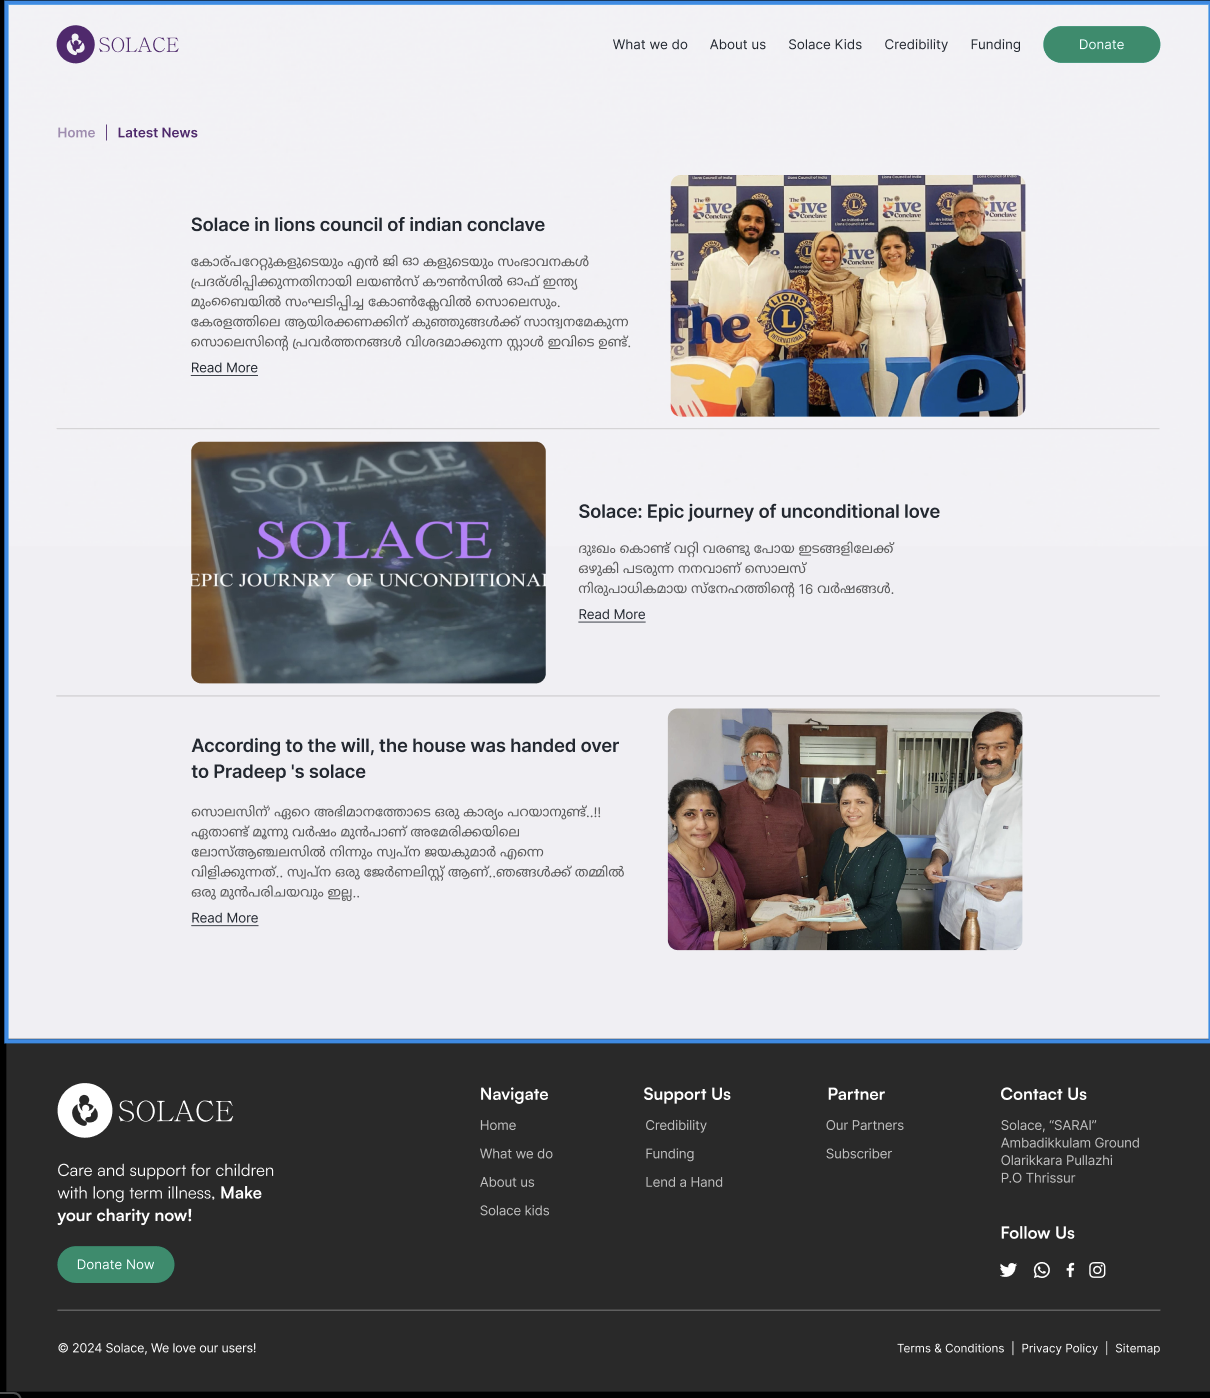 SOLACE
What we do
About us
Solace Kids
Credibility
Funding
Donate
Home
Latest News
Solace in lions council of indian conclave
കോര്പറേറ്റുകളുടെയും എൻ ജി ഓ കളുടെയും സംഭാവനകൾ
പ്രദര്ശിപ്പിക്കുന്നതിനായി ലയൺസ് കൗൺസിൽ ഓഫ് ഇന്ത്യ
മുംബൈയിൽ സംഘടിപ്പിച്ച കോൺക്ലേവിൽ സൊലെസും.
കേരളത്തിലെ ആയിരക്കണക്കിന് കുഞ്ഞുങ്ങൾക്ക് സാന്ത്വനമേകുന്ന
സൊലെസിന്റെ പ്രവർത്തനങ്ങൾ വിശദമാക്കുന്ന സ്റ്റാൾ ഇവിടെ ഉണ്ട്.
Read More
The
Give
Conclave
The
LIONS
L
INTERNATIONAL
ive
SOLACE
SOLACE
EPIC JOURNRY OF UNCONDITIONAL
Solace: Epic journey of unconditional love
ദുഃഖം കൊണ്ട് വറ്റി വരണ്ടു പോയ ഇടങ്ങളിലേക്ക്
ഒഴുകി പടരുന്ന നനവാണ് സൊലസ്
നിരുപാധികമായ സ്നേഹത്തിന്റെ 16 വർഷങ്ങൾ.
Read More
According to the will, the house was handed over
to Pradeep 's solace
സൊലസിന് ഏറെ അഭിമാനത്തോടെ ഒരു കാര്യം പറയാനുണ്ട്..!!
ഏതാണ്ട് മൂന്നു വർഷം മുൻപാണ് അമേരിക്കയിലെ
ലോസ്ആഞ്ചലസിൽ നിന്നും സ്വപ്ന ജയകുമാർ എന്നെ
വിളിക്കുന്നത്.. സ്വപ്ന ഒരു ജേർണലിസ്റ്റ് ആണ്..ഞങ്ങൾക്ക് തമ്മിൽ
ഒരു മുൻപരിചയവും ഇല്ല..
Read More
SOLACE
Care and support for children
with long term illness, Make
your charity now!
Donate Now
Navigate
Home
What we do
About us
Solace kids
Support Us
Credibility
Funding
Lend a Hand
Partner
Our Partners
Subscriber
Contact Us
Solace, “SARAI”
Ambadikkulam Ground
Olarikkara Pullazhi
P.O Thrissur
Follow Us
© 2024 Solace, We love our users!
Terms & Conditions | Privacy Policy | Sitemap